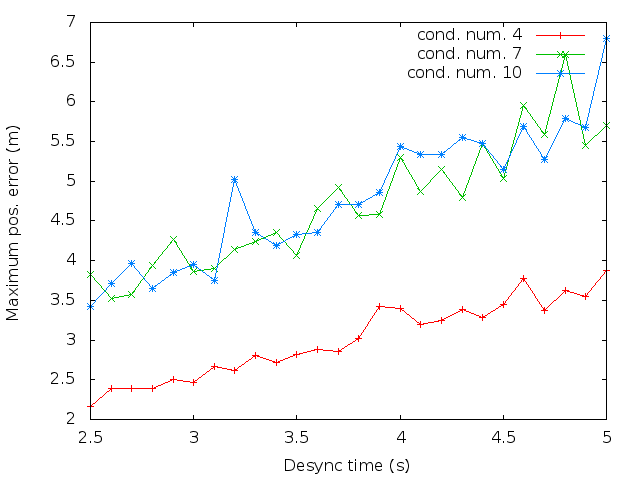 7
6.5
6
5.5
5
4.5
4
3.5
3
2.5
2
Maximum pos. error (m)
cond. num. 4
cond. num. 7
cond. num. 10
2.5 3 3.5 4 4.5 5
Desync time (s)